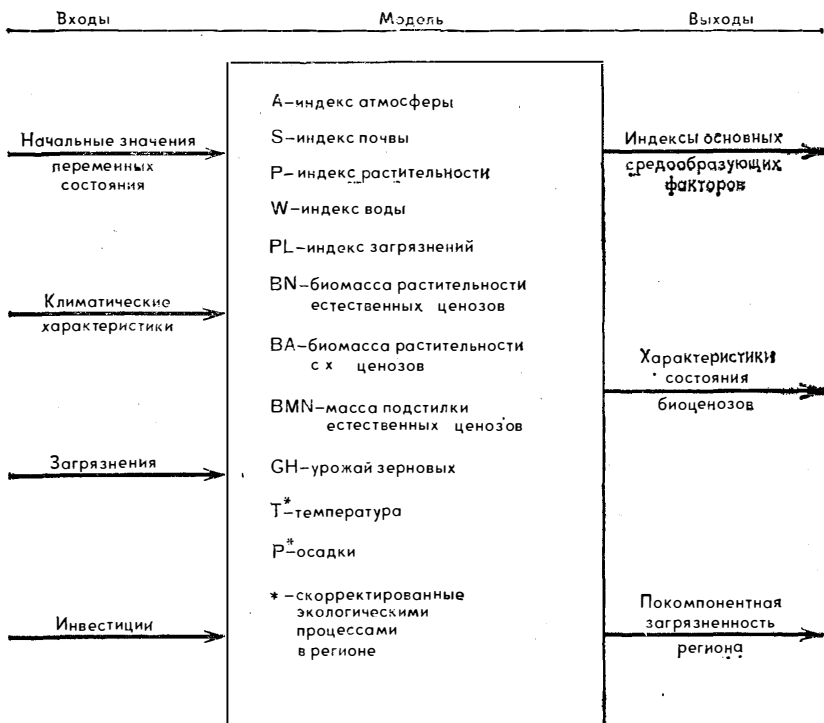 Входы
Модель
Выходы
Начальные значения
переменных
состояния
Климатические
характеристики
Загрязнения
Инвестиции
А–индекс атмосферы
S–индекс почвы
Р–индекс растительности
W–индекс воды
PL–индекс загрязнений
BN–биомасса растительности
естественных ценозов
BA–биомасса растительности
с х ценозов
BMN–масса подстилки
естественных ценозов
GH–урожай зерновых
T*–температура
P*–осадки
* –скорректированные
экологическими
процессами
в регионе
Индексы основных
средообразующих
факторов
Характеристики
состояния
биоценозов
Покомпонентная
загрязненность
региона